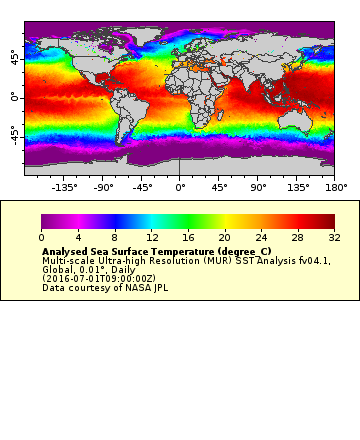 45°
0°
-45°
-135° -90° -45° 0° 45° 90° 135° 180°
0 4 8 12 16 20 24 28 32
Analysed Sea Surface Temperature (degree_C)
Multi-scale Ultra-high Resolution (MUR) SST Analysis fv04.1,
Global, 0.01°, Daily
(2016-07-01T09:00:00Z)
Data courtesy of NASA JPL